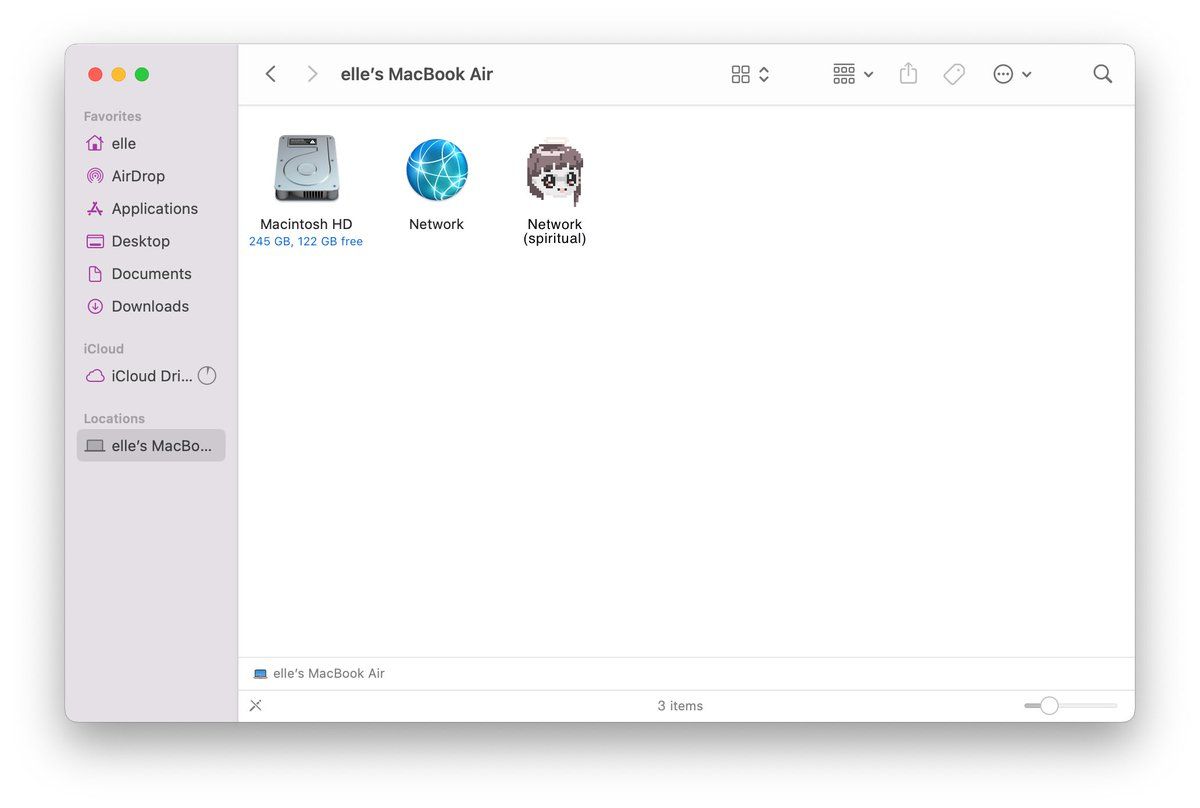 elle’s MacBook Air
Favorites
elle
AirDrop
Applications
Desktop
Documents
Downloads
iCloud
iCloud Dri...
Locations
elle’s MacBo...
Macintosh HD
245 GB, 122 GB free
Network
Network
(spiritual)
elle’s MacBook Air
3 items